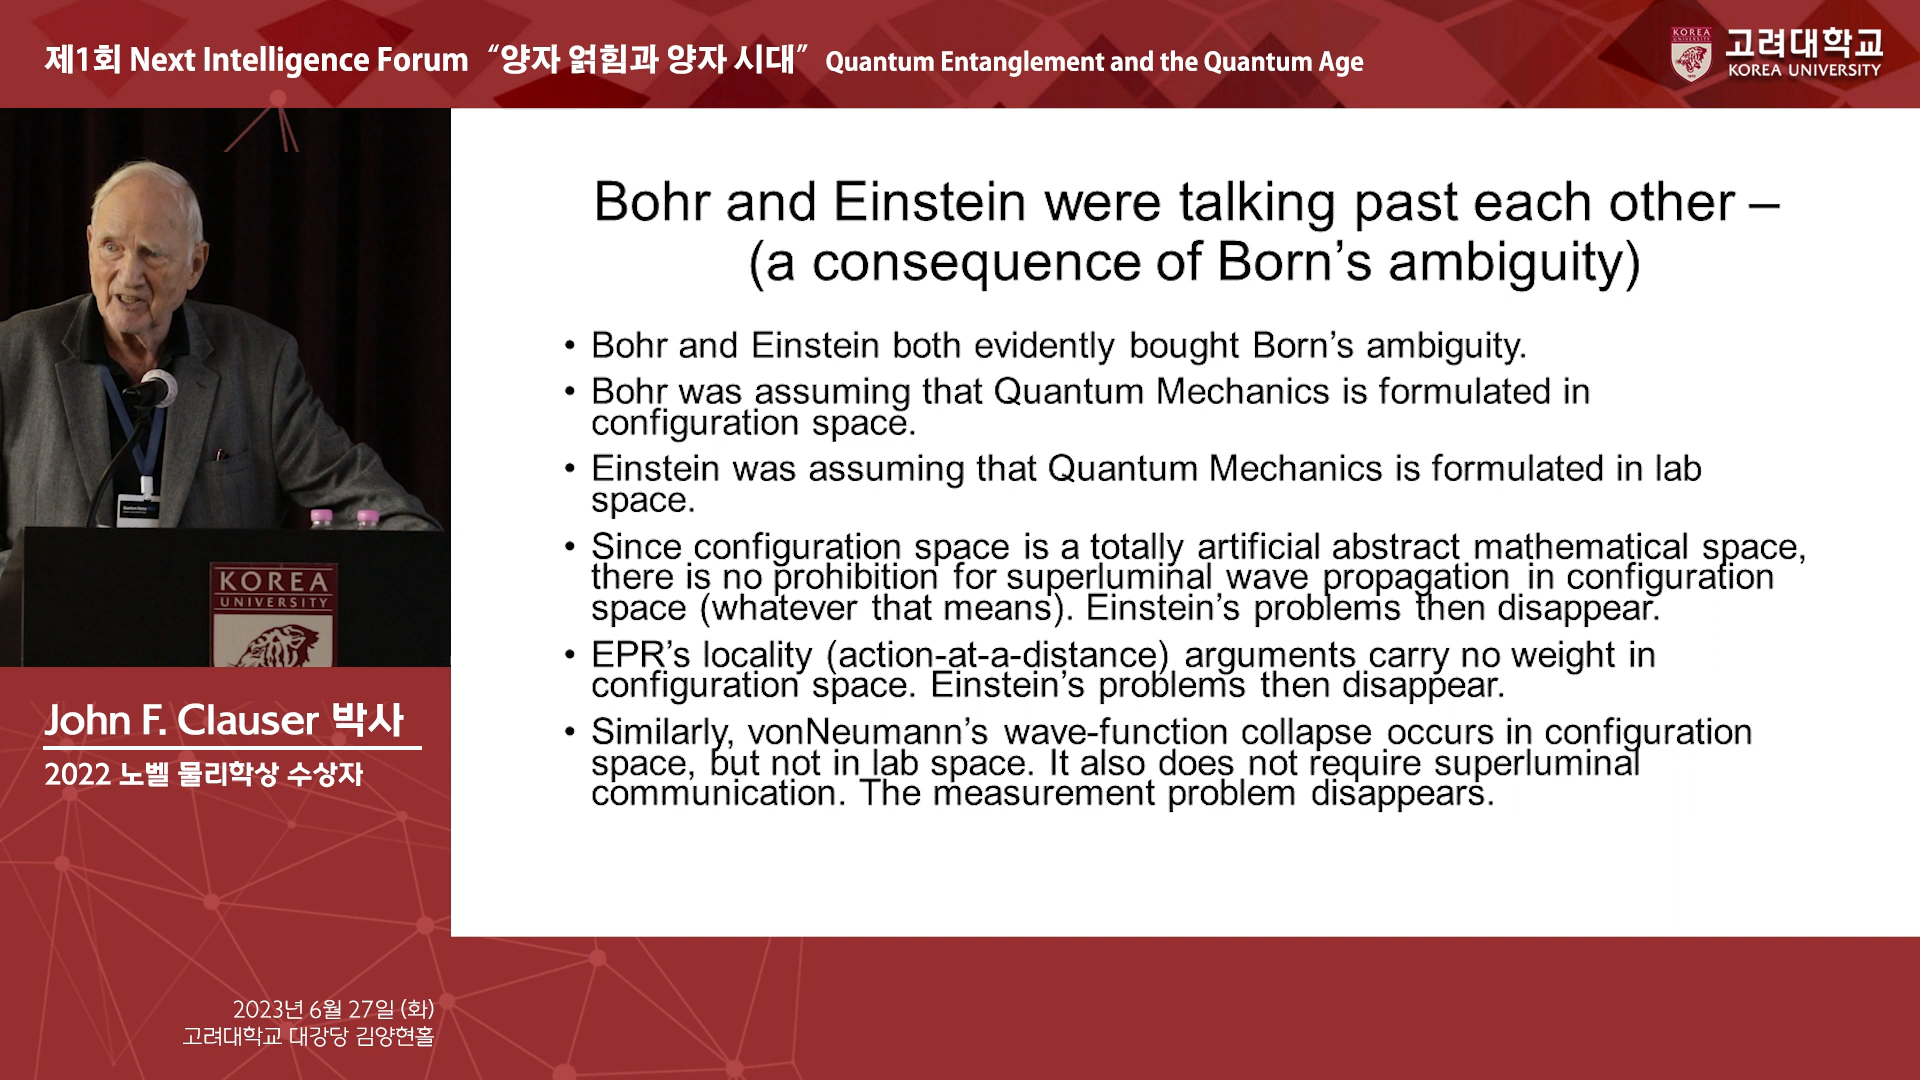 제1회 Next Intelligence Forum “양자 얽힘과 양자 시대” Quantum Entanglement and the Quantum Age
KOREA
UNIVERSITY
고려대학교
KOREA UNIVERSITY
Bohr and Einstein were talking past each other –
(a consequence of Born’s ambiguity)
• Bohr and Einstein both evidently bought Born’s ambiguity.
• Bohr was assuming that Quantum Mechanics is formulated in
configuration space.
• Einstein was assuming that Quantum Mechanics is formulated in lab
space.
• Since configuration space is a totally artificial abstract mathematical space,
there is no prohibition for superluminal wave propagation in configuration
space (whatever that means). Einstein’s problems then disappear.
• EPR’s locality (action-at-a-distance) arguments carry no weight in
configuration space. Einstein’s problems then disappear.
• Similarly, vonNeumann’s wave-function collapse occurs in configuration
space, but not in lab space. It also does not require superluminal
communication. The measurement problem disappears.
KOREA
UNIVERSITY
John F. Clauser 박사
2022 노벨 물리학상 수상자
2023년 6월 27일 (화)
고려대학교 대강당 김양현홀